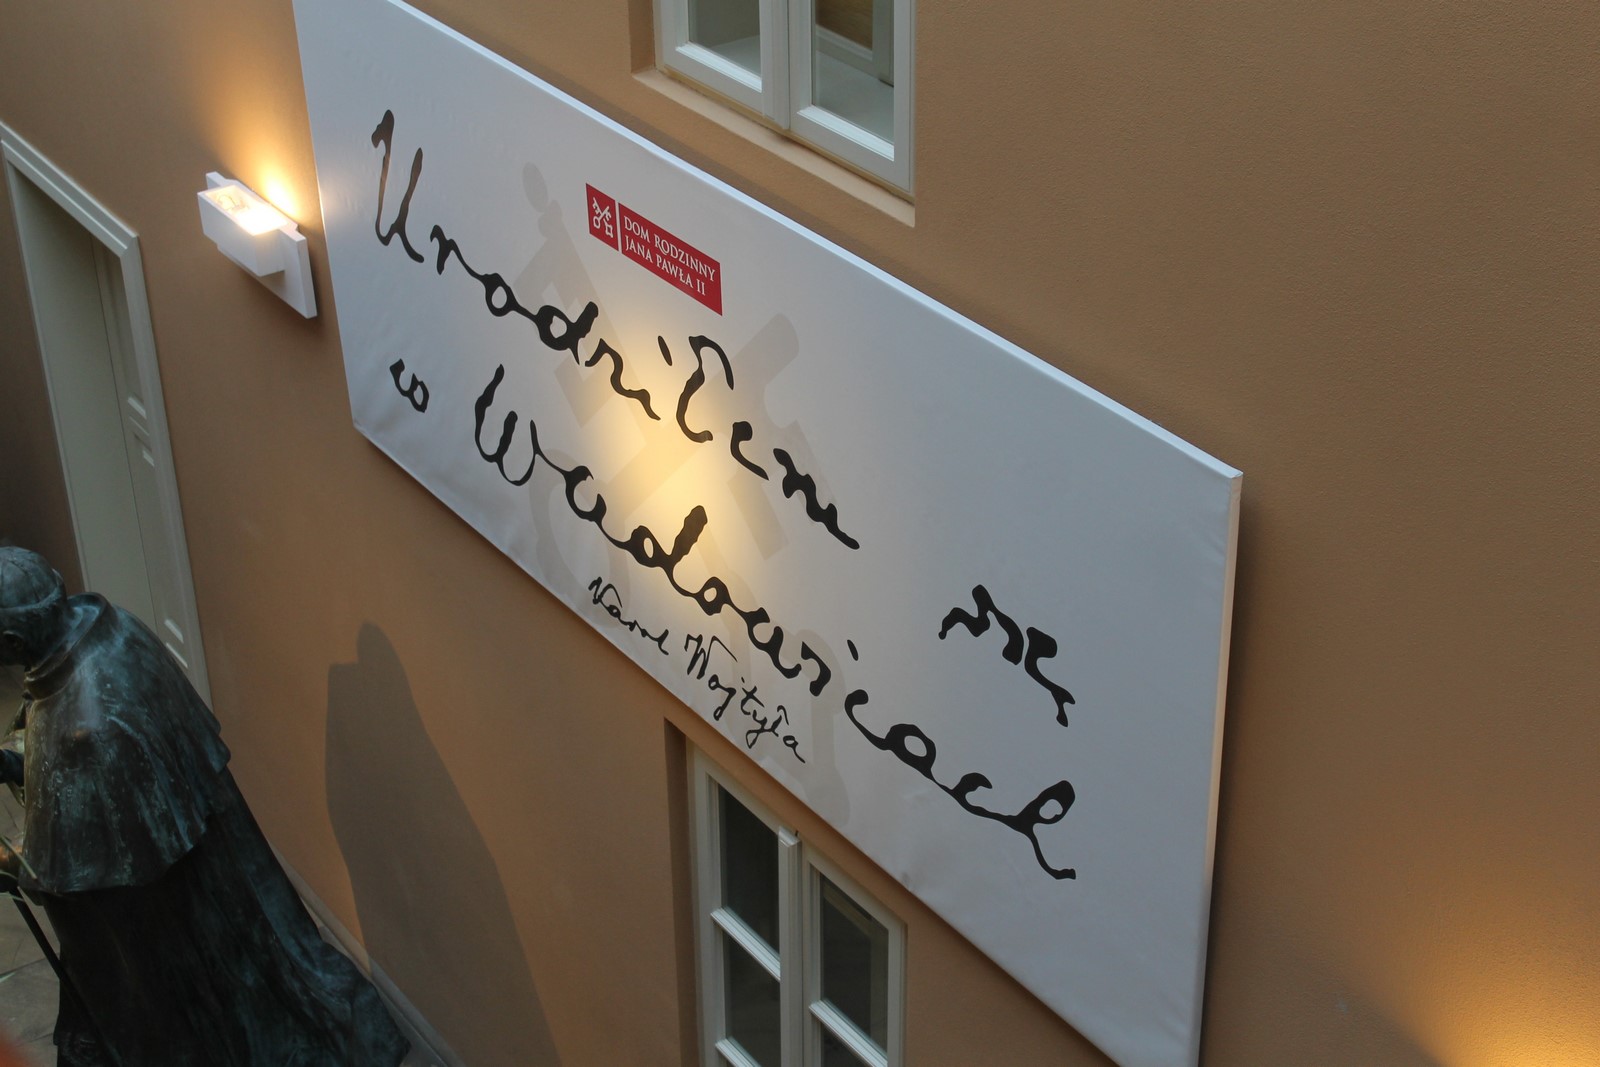 DOM RODZINNY
JANA PAWŁA II
Urodziłem się
w Wadowicach
Karol Wojtyła